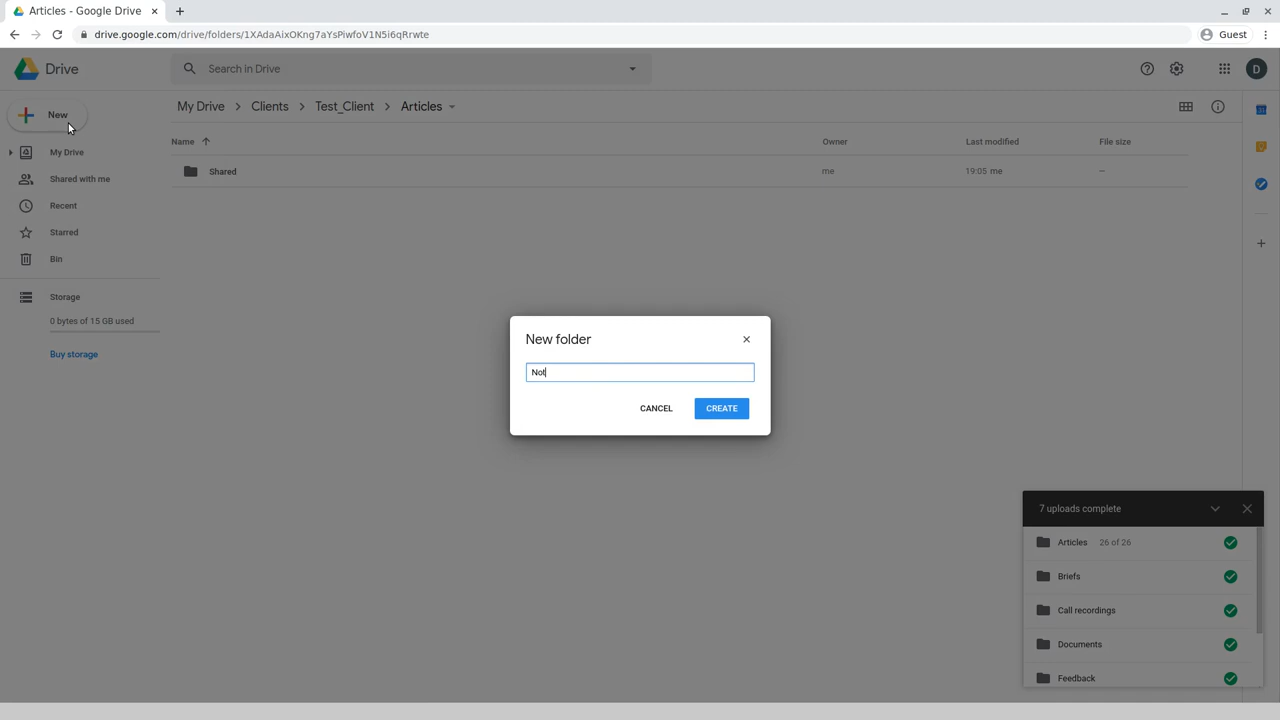 Articles - Google Drive
drive.google.com/drive/folders/1XAdaAixOKng7aYsPiwfoV1N5i6qRrwte
Guest
Drive
Search in Drive
D
New
My Drive
Clients
Test_Client
Articles
Name
Owner
Last modified
File size
Shared
me
19:05 me
—
My Drive
Shared with me
Recent
Starred
Bin
Storage
0 bytes of 15 GB used
Buy storage
New folder
Not
CANCEL
CREATE
7 uploads complete
Articles 26 of 26
Briefs
Call recordings
Documents
Feedback